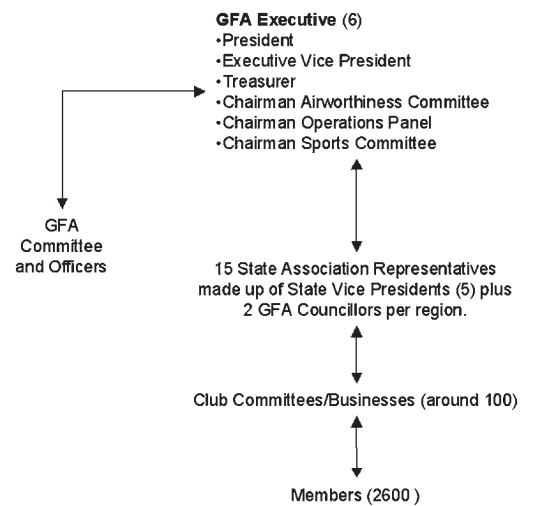 GFA Executive (6)
•President
•Executive Vice President
•Treasurer
•Chairman Airworthiness Committee
•Chairman Operations Panel
•Chairman Sports Committee
GFA
Committee
and Officers
15 State Association Representatives
made up of State Vice Presidents (5) plus
2 GFA Councillors per region.
Club Committees/Businesses (around 100)
Members (2600 )